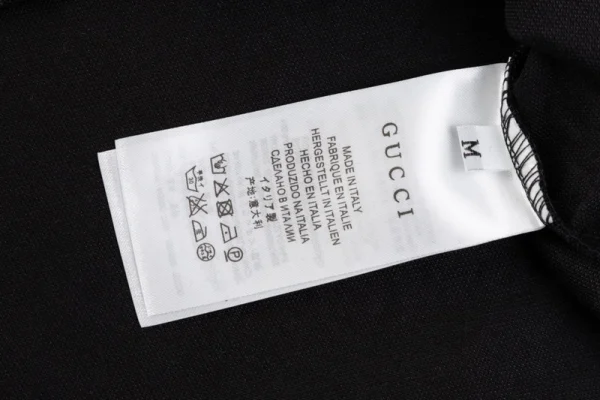 GUCCI
M
MADE IN ITALY
FABRIQUE EN ITALIE
HERGESTELLT IN ITALIEN
HECHO EN ITALIA
PRODUZIDO NA ITALIA
СДЕЛАНО В ИТАЛИИ
イタリア製
产地:意大利